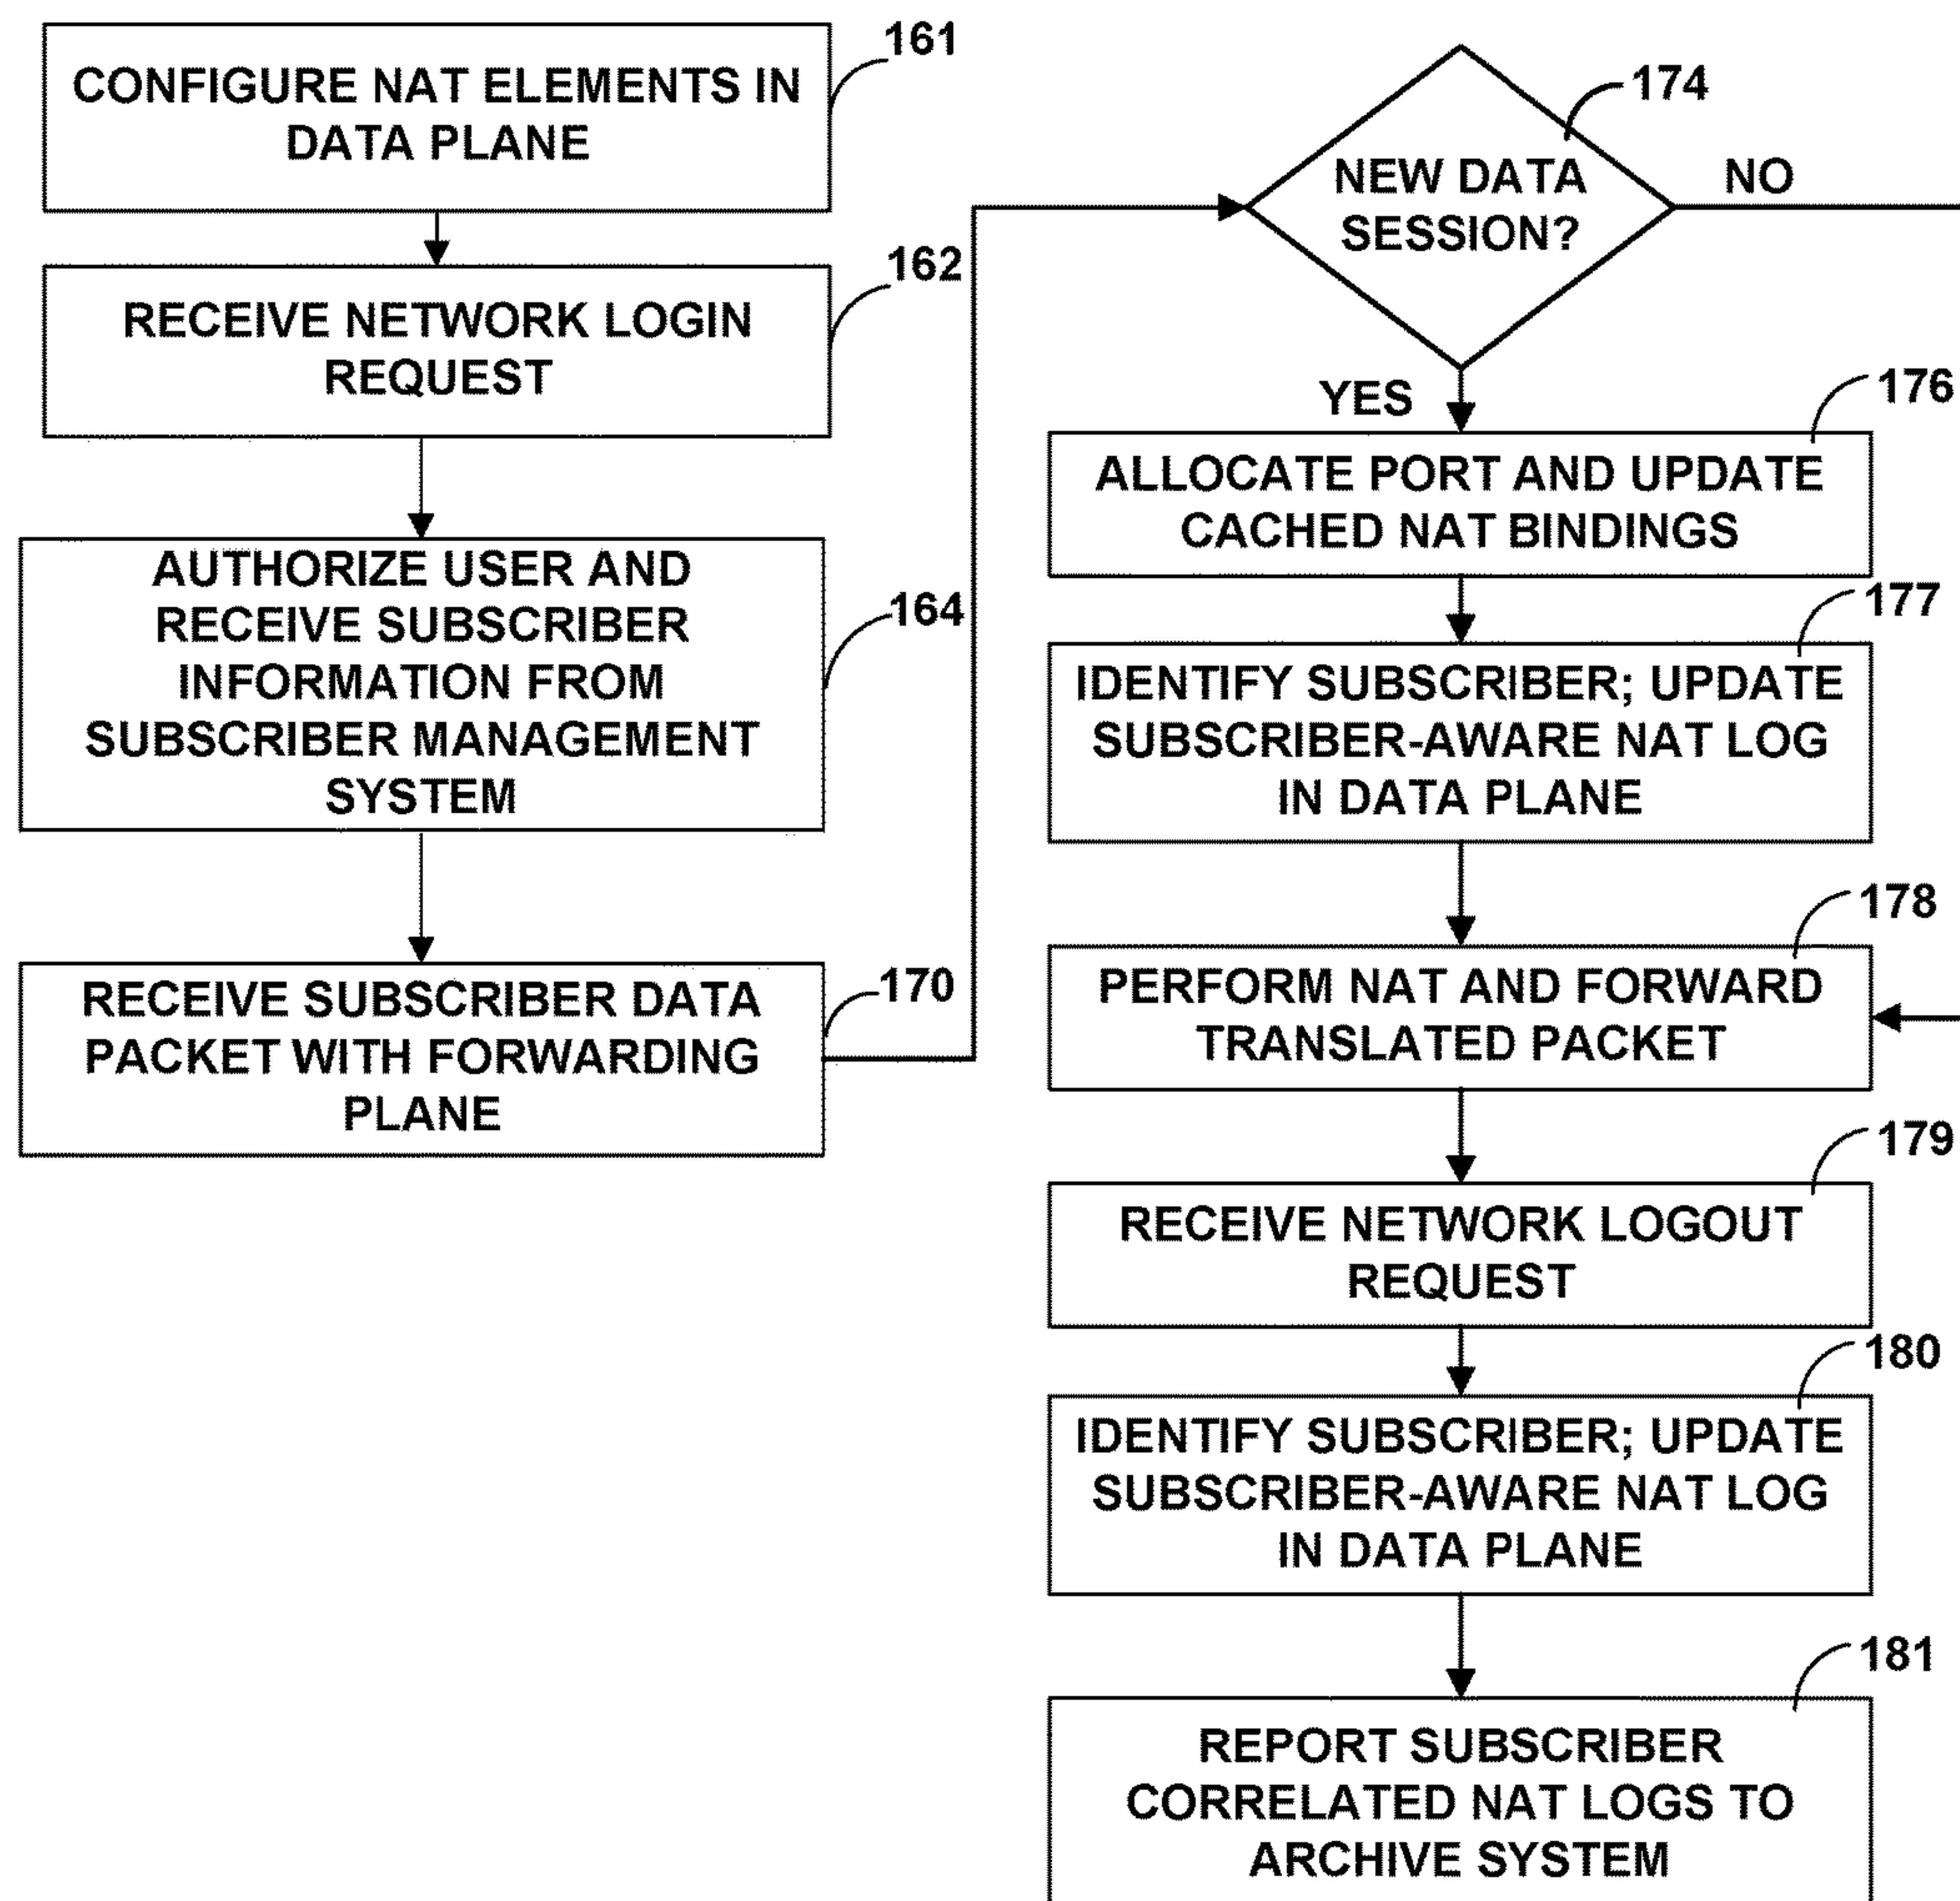 161
CONFIGURE NAT ELEMENTS IN
DATA PLANE
162
RECEIVE NETWORK LOGIN
REQUEST
164
AUTHORIZE USER AND
RECEIVE SUBSCRIBER
INFORMATION FROM
SUBSCRIBER MANAGEMENT
SYSTEM
170
RECEIVE SUBSCRIBER DATA
PACKET WITH FORWARDING
PLANE
174
NEW DATA
SESSION?
NO
YES
176
ALLOCATE PORT AND UPDATE
CACHED NAT BINDINGS
177
IDENTIFY SUBSCRIBER; UPDATE
SUBSCRIBER-AWARE NAT LOG
IN DATA PLANE
178
PERFORM NAT AND FORWARD
TRANSLATED PACKET
179
RECEIVE NETWORK LOGOUT
REQUEST
180
IDENTIFY SUBSCRIBER; UPDATE
SUBSCRIBER-AWARE NAT LOG
IN DATA PLANE
181
REPORT SUBSCRIBER
CORRELATED NAT LOGS TO
ARCHIVE SYSTEM